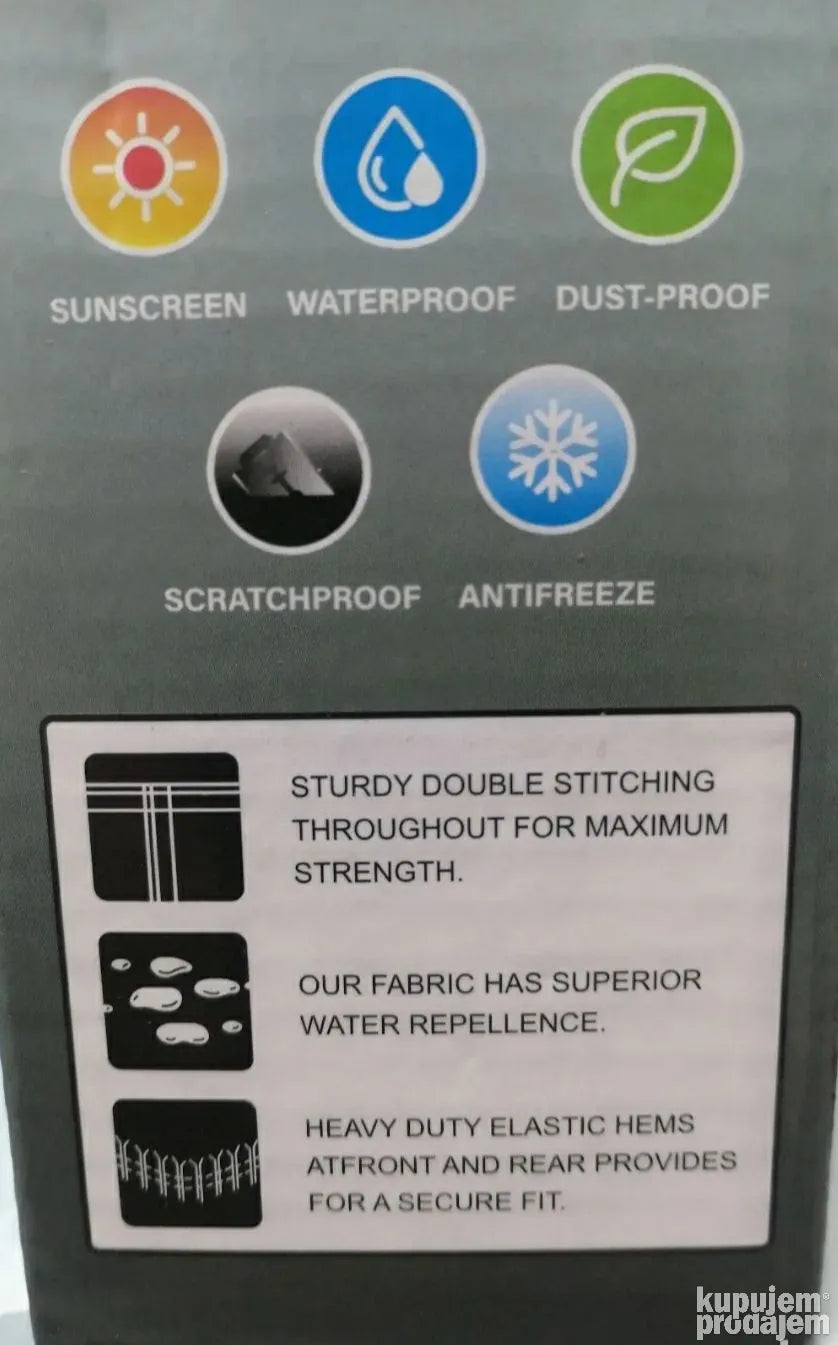 SUNSCREEN WATERPROOF DUST-PROOF
SCRATCHPROOF ANTIFREEZE
STURDY DOUBLE STITCHING
THROUGHOUT FOR MAXIMUM
STRENGTH.
OUR FABRIC HAS SUPERIOR
WATER REPELLENCE.
HEAVY DUTY ELASTIC HEMS
ATFRONT AND REAR PROVIDES
FOR A SECURE FIT.
kupujem®
prodajem